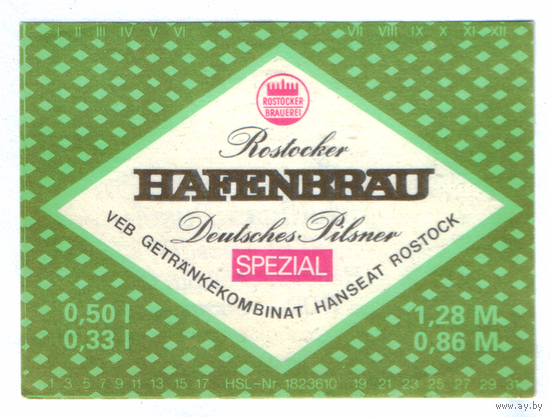 I II III IV V VI VII VIII IX X XI XII
ROSTOCKER
BRAUEREI
Rostocker
HAFENBRÄU
Deutsches Pilsner
SPEZIAL
VEB GETRÄNKEKOMBINAT HANSEAT ROSTOCK
0,50 l 1,28 M
0,33 l 0,86 M
1 3 5 7 9 11 13 15 17 HSL-Nr. 1823610 19 21 23 25 27 29 31
www.ay.by